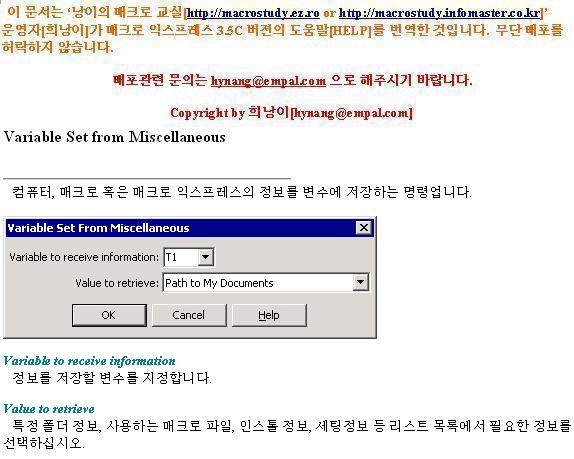 이 문서는 ‘낭이의 매크로 교실[http://macrostudy.ez.ro or http://macrostudy.infomaster.co.kr]’
운영자[희낭이]가 매크로 익스프레스 3.5C 버젼의 도움말[HELP]를 번역한 것입니다. 무단 배포를
허락하지 않습니다.
배포관련 문의는 hynang@empal.com 으로 해주시기 바랍니다.
Copyright by 희낭이[hynang@empal.com]
Variable Set from Miscellaneous
컴퓨터, 매크로 혹은 매크로 익스프레스의 정보를 변수에 저장하는 명령업니다.
Variable Set From Miscellaneous
Variable to receive information: T1
Value to retrieve: Path to My Documents
OK Cancel Help
Variable to receive information
정보를 저장할 변수를 지정합니다.
Value to retrieve
특정 폴더 정보, 사용하는 매크로 파일, 인스톨 정보, 세팅정보 등 리스트 목록에서 필요한 정보를
선택하십시오.